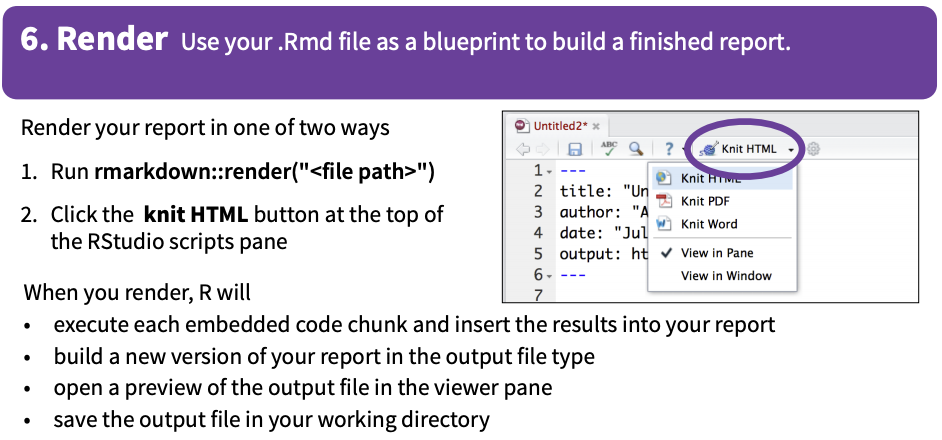 6. Render Use your .Rmd file as a blueprint to build a finished report.
Render your report in one of two ways
1. Run rmarkdown::render("<file path>")
2. Click the knit HTML button at the top of
the RStudio scripts pane
Untitled2*
ABC
? Knit HTML
1 ---
2 title: "Un
3 author: "A
4 date: "Jul
5 output: ht
6 ---
7
Knit HTML
Knit PDF
Knit Word
View in Pane
View in Window
When you render, R will
• execute each embedded code chunk and insert the results into your report
• build a new version of your report in the output file type
• open a preview of the output file in the viewer pane
• save the output file in your working directory